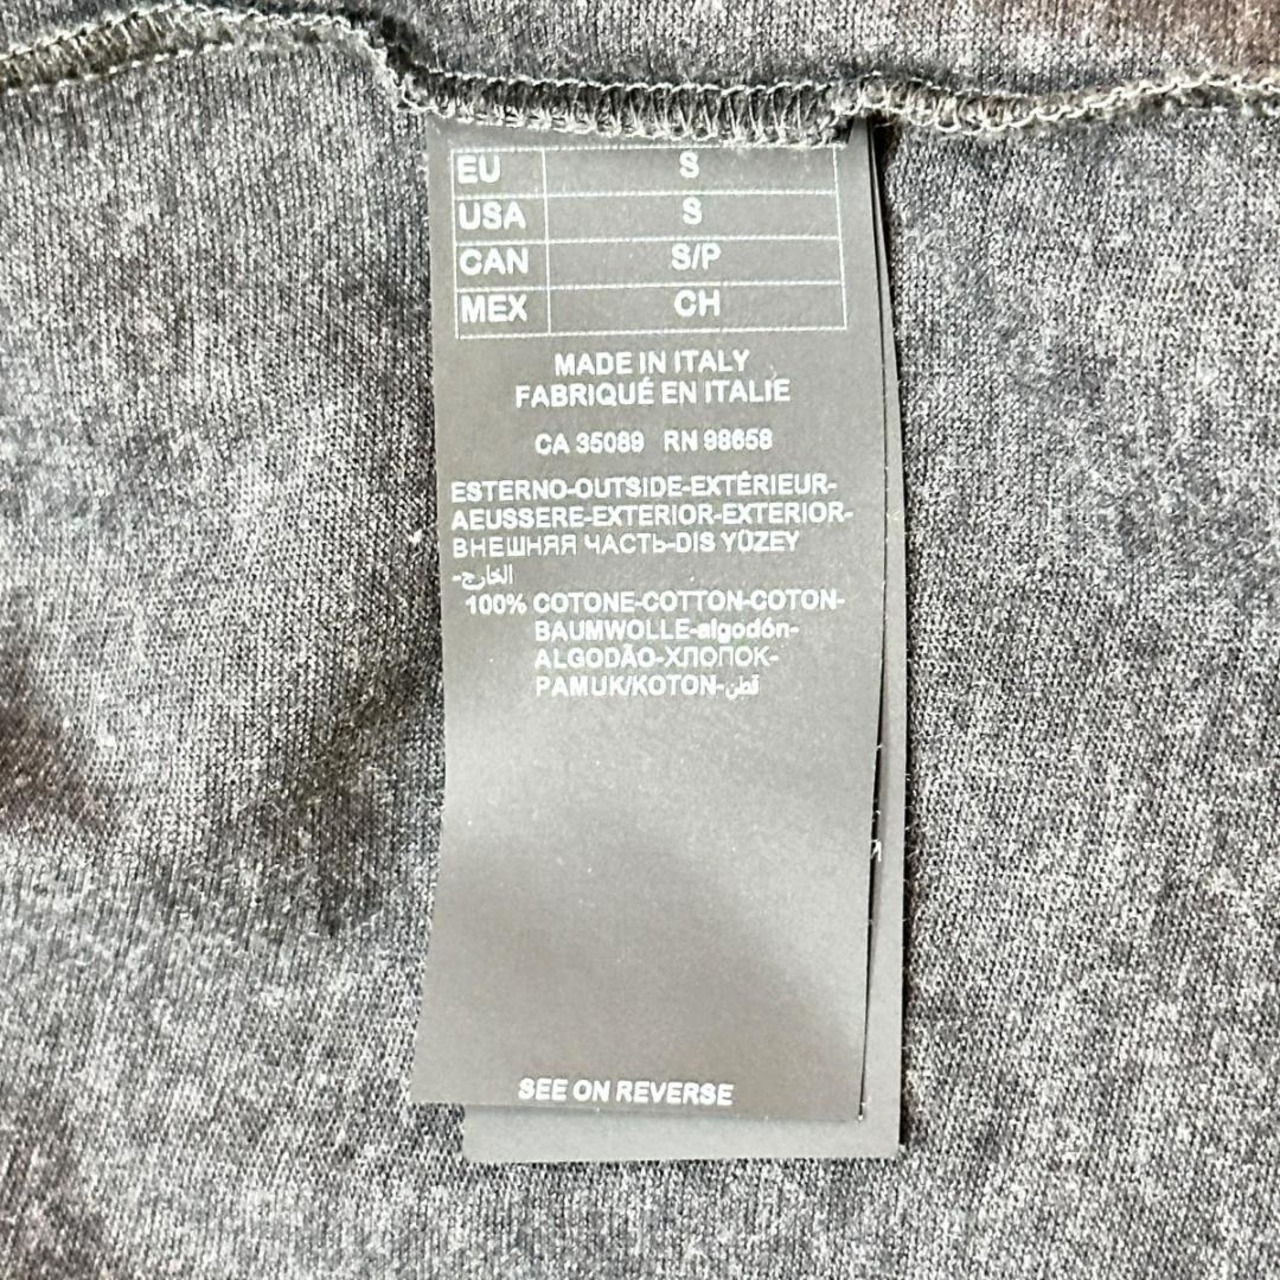 EU S
USA S
CAN S/P
MEX CH
MADE IN ITALY
FABRIQUÉ EN ITALIE
CA 35089 RN 98658
ESTERNO-OUTSIDE-EXTÉRIEUR-
AEUSSERE-EXTERIOR-EXTERIOR-
ВНЕШНЯЯ ЧАСТЬ-DIS YÜZEY
-الخارج
100% COTONE-COTTON-COTON-
BAUMWOLLE-algodón-
ALGODÃO-ХЛОПОК-
PAMUK/KOTON-قطن
SEE ON REVERSE